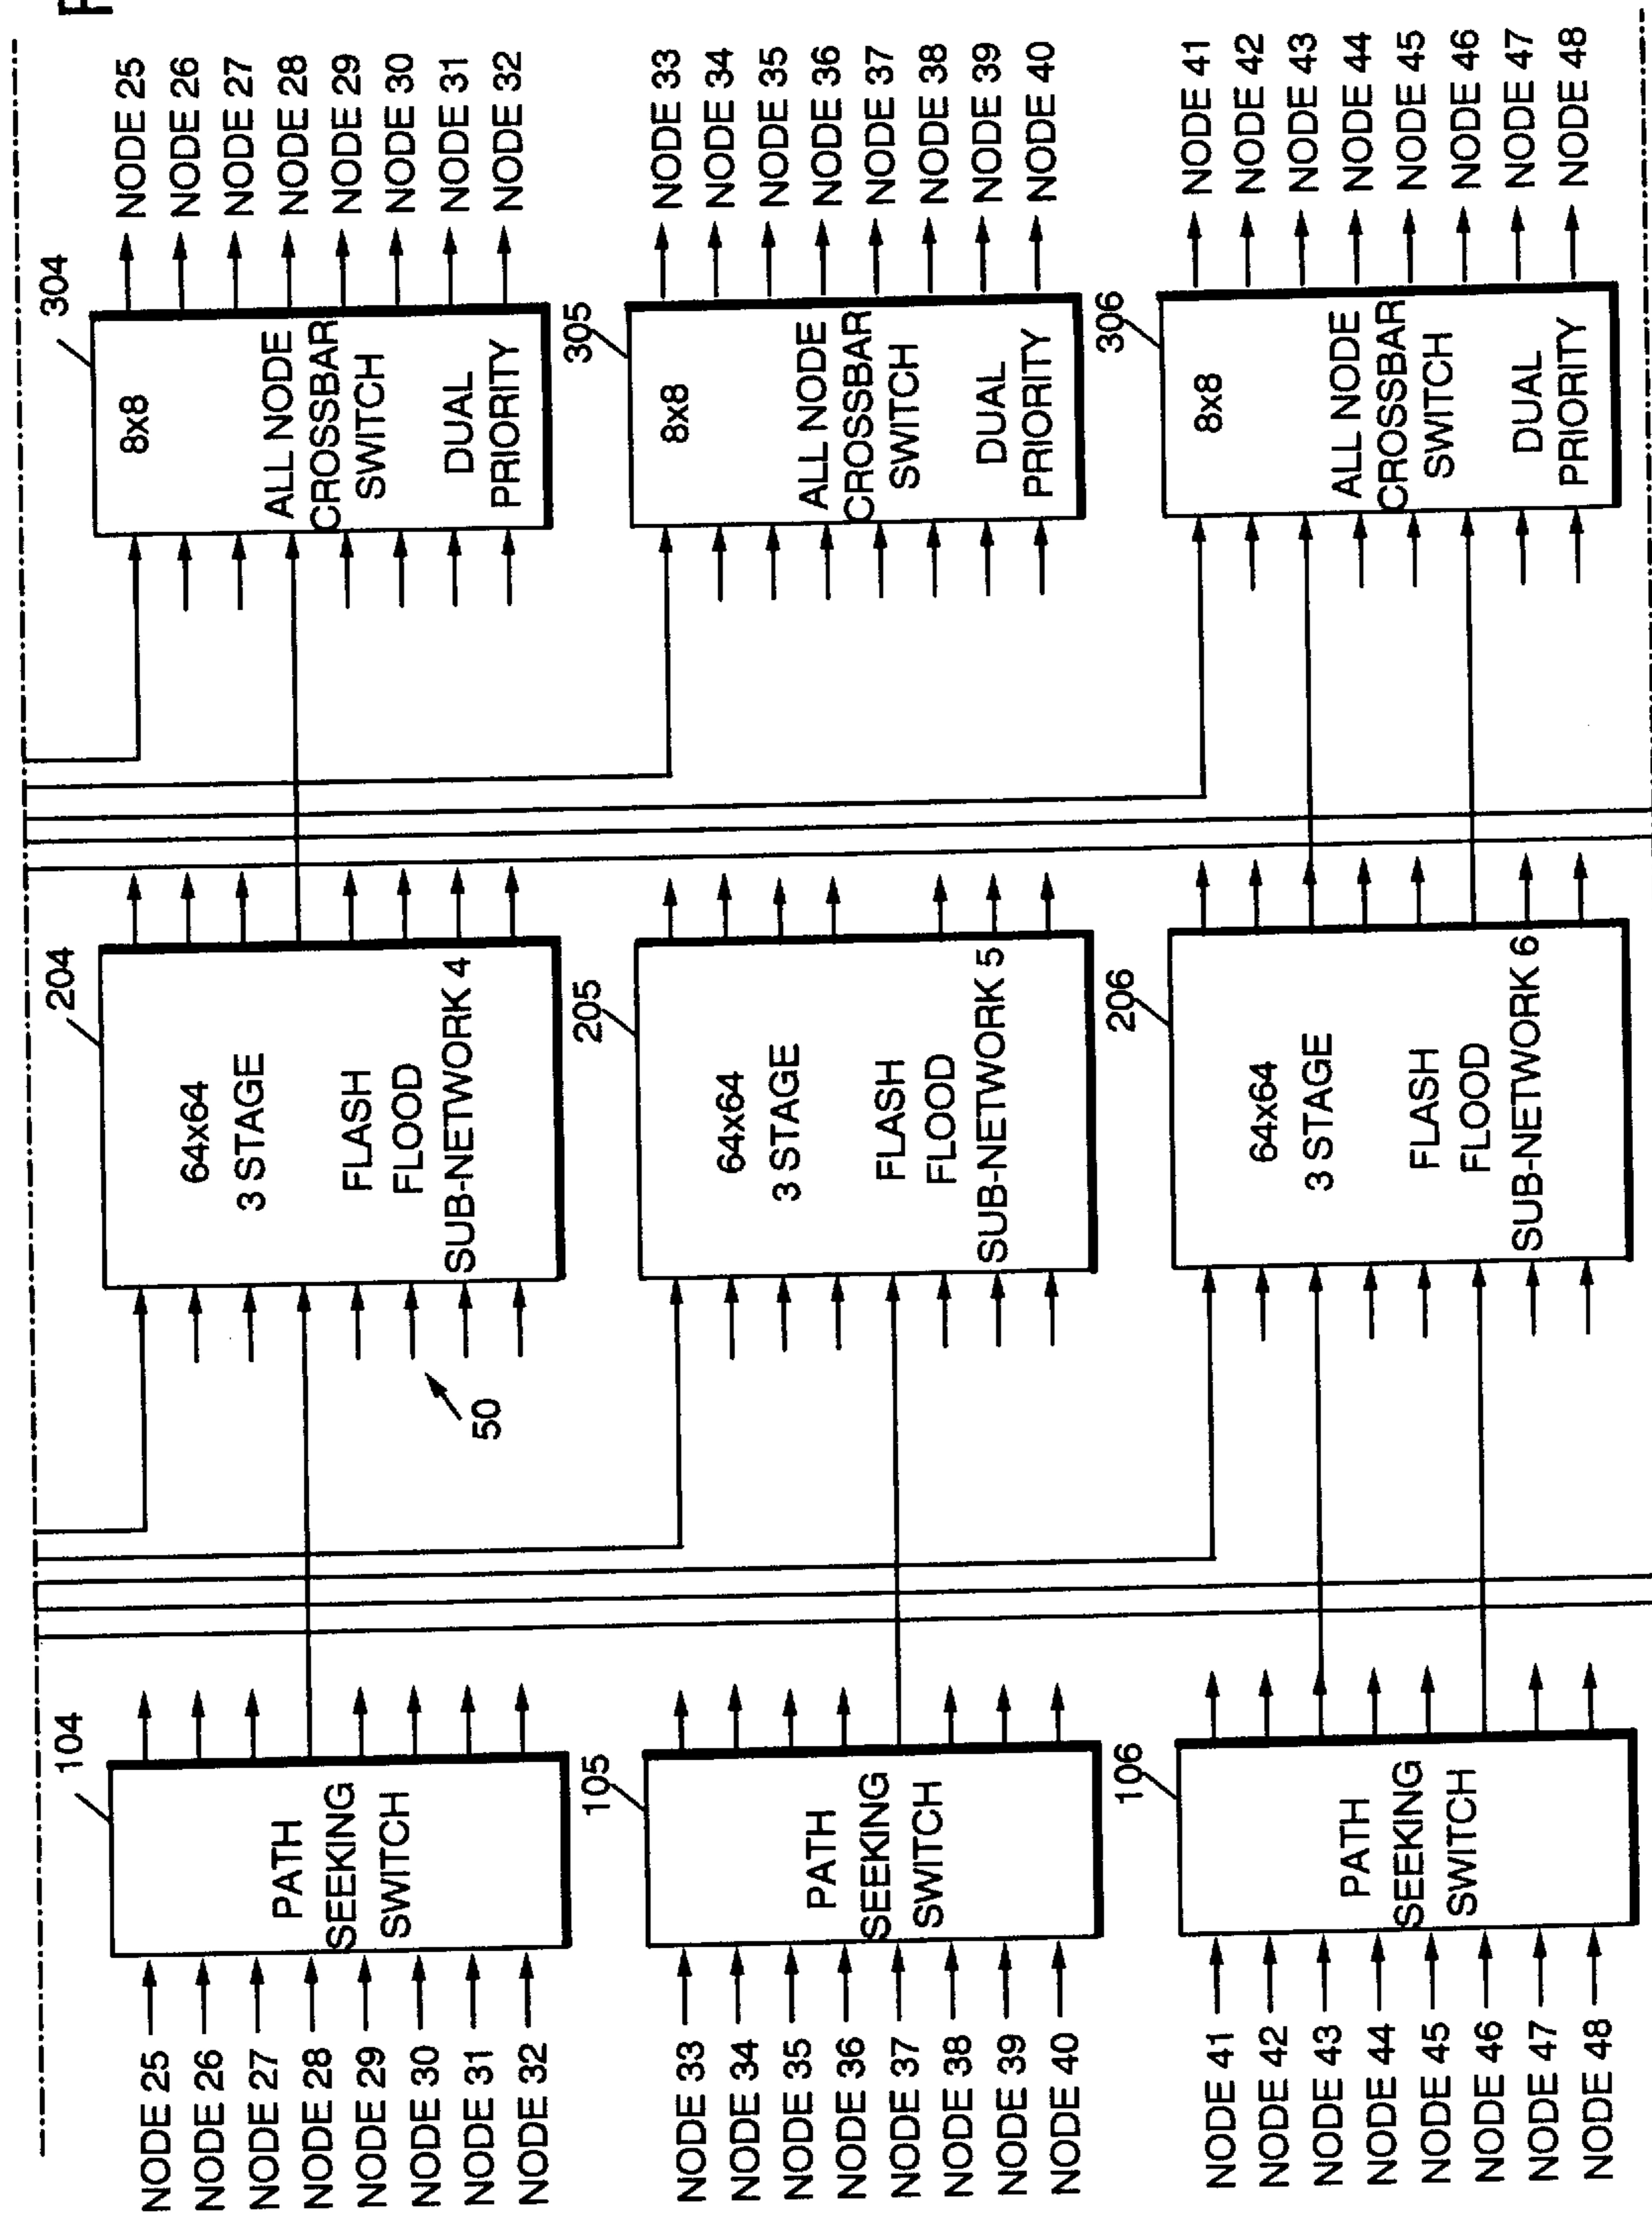 104
NODE 25
NODE 26
NODE 27
NODE 28
NODE 29
NODE 30
NODE 31
NODE 32
PATH
SEEKING
SWITCH
204
64x64
3 STAGE
FLASH
FLOOD
SUB-NETWORK 4
50
304
8x8
ALL NODE
CROSSBAR
SWITCH
DUAL
PRIORITY
NODE 25
NODE 26
NODE 27
NODE 28
NODE 29
NODE 30
NODE 31
NODE 32
105
NODE 33
NODE 34
NODE 35
NODE 36
NODE 37
NODE 38
NODE 39
NODE 40
PATH
SEEKING
SWITCH
205
64x64
3 STAGE
FLASH
FLOOD
SUB-NETWORK 5
305
8x8
ALL NODE
CROSSBAR
SWITCH
DUAL
PRIORITY
NODE 33
NODE 34
NODE 35
NODE 36
NODE 37
NODE 38
NODE 39
NODE 40
106
NODE 41
NODE 42
NODE 43
NODE 44
NODE 45
NODE 46
NODE 47
NODE 48
PATH
SEEKING
SWITCH
206
64x64
3 STAGE
FLASH
FLOOD
SUB-NETWORK 6
306
8x8
ALL NODE
CROSSBAR
SWITCH
DUAL
PRIORITY
NODE 41
NODE 42
NODE 43
NODE 44
NODE 45
NODE 46
NODE 47
NODE 48